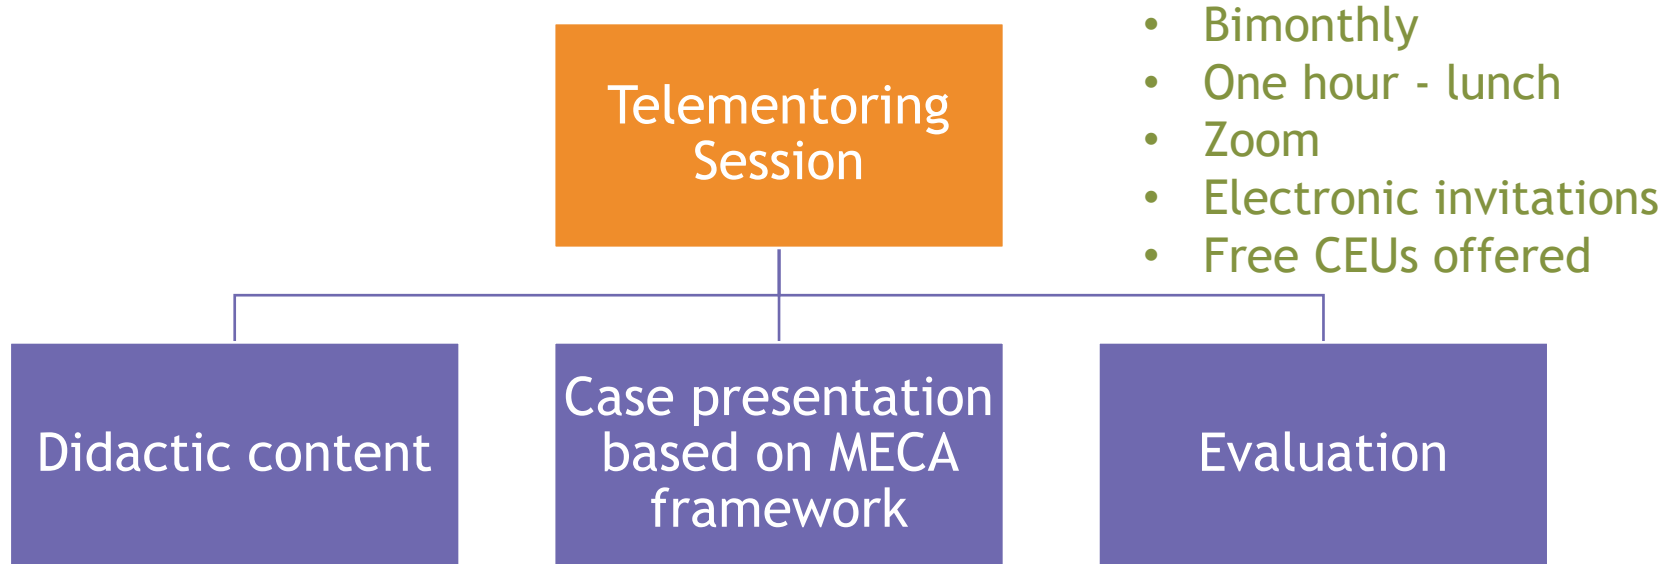 Telementoring
Session
• Bimonthly
• One hour - lunch
• Zoom
• Electronic invitations
• Free CEUs offered
Didactic content
Case presentation
based on MECA
framework
Evaluation